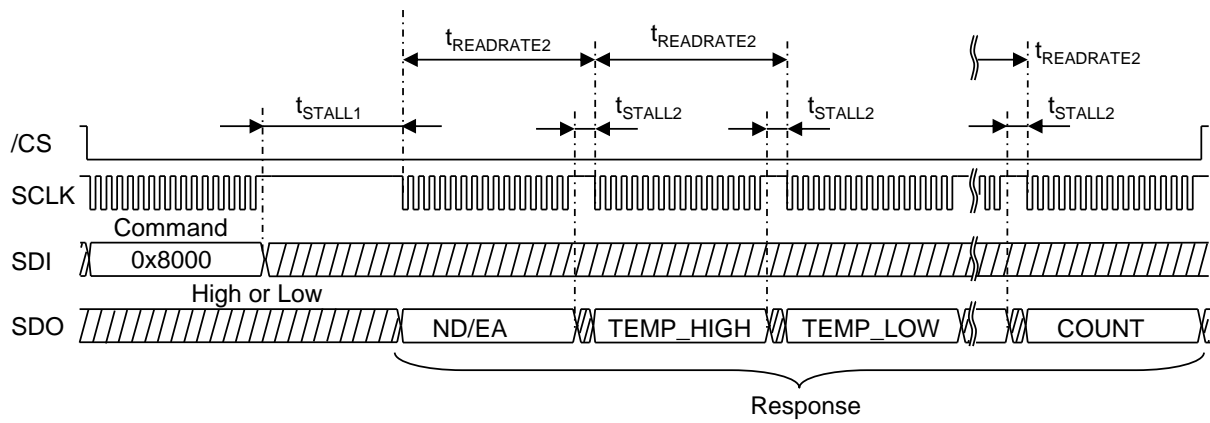 tREADRATE2 tREADRATE2
tREADRATE2
tSTALL1 tSTALL2 tSTALL2 tSTALL2
/CS
SCLK
Command
SDI 0x8000
High or Low
SDO ND/EA TEMP_HIGH TEMP_LOW COUNT
Response